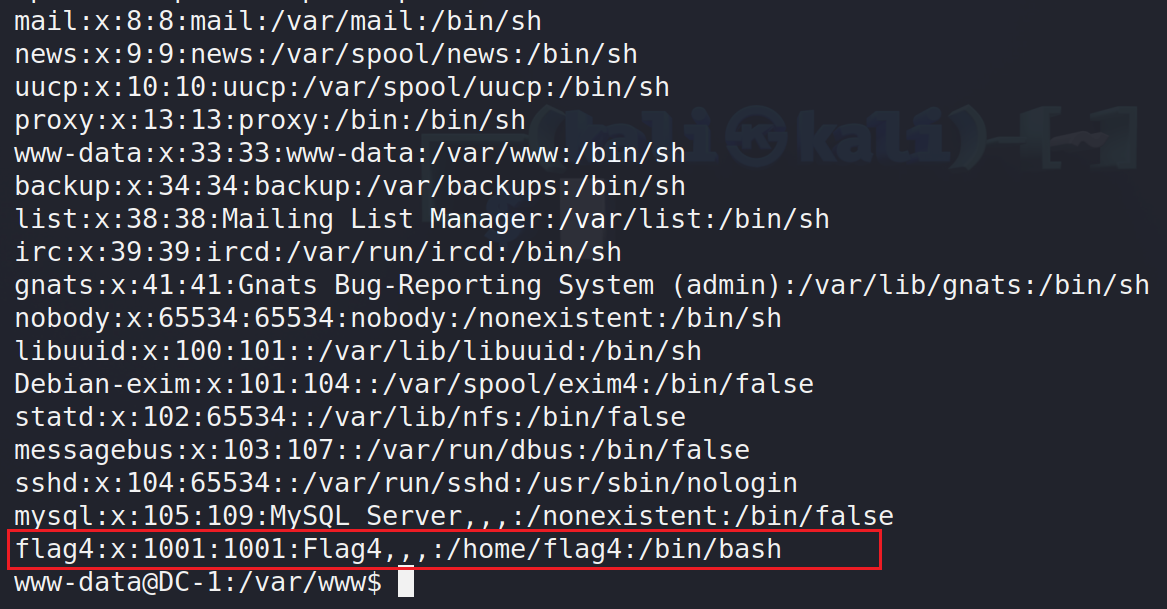 mail:x:8:8:mail:/var/mail:/bin/sh
news:x:9:9:news:/var/spool/news:/bin/sh
uucp:x:10:10:uucp:/var/spool/uucp:/bin/sh
proxy:x:13:13:proxy:/bin:/bin/sh
www-data:x:33:33:www-data:/var/www:/bin/sh
backup:x:34:34:backup:/var/backups:/bin/sh
list:x:38:38:Mailing List Manager:/var/list:/bin/sh
irc:x:39:39:ircd:/var/run/ircd:/bin/sh
gnats:x:41:41:Gnats Bug-Reporting System (admin):/var/lib/gnats:/bin/sh
nobody:x:65534:65534:nobody:/nonexistent:/bin/sh
libuuid:x:100:101::/var/lib/libuuid:/bin/sh
Debian-exim:x:101:104::/var/spool/exim4:/bin/false
statd:x:102:65534::/var/lib/nfs:/bin/false
messagebus:x:103:107::/var/run/dbus:/bin/false
sshd:x:104:65534::/var/run/sshd:/usr/sbin/nologin
mysql:x:105:109:MySQL Server,,,:/nonexistent:/bin/false
flag4:x:1001:1001:Flag4,,,:/home/flag4:/bin/bash
www-data@DC-1:/var/www$